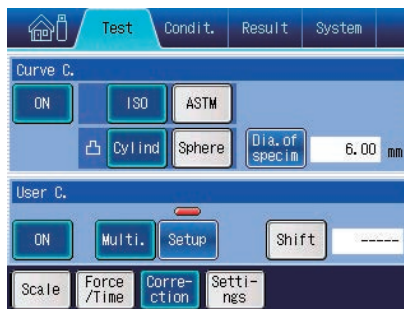 Test Condit. Result System
Curve C.
ON ISO ASTM
Cylind Sphere Dia.of
specim 6.00 mm
User C.
ON Multi. Setup Shift -----
Scale Force
/Time Corre-
ction Setti-
ngs